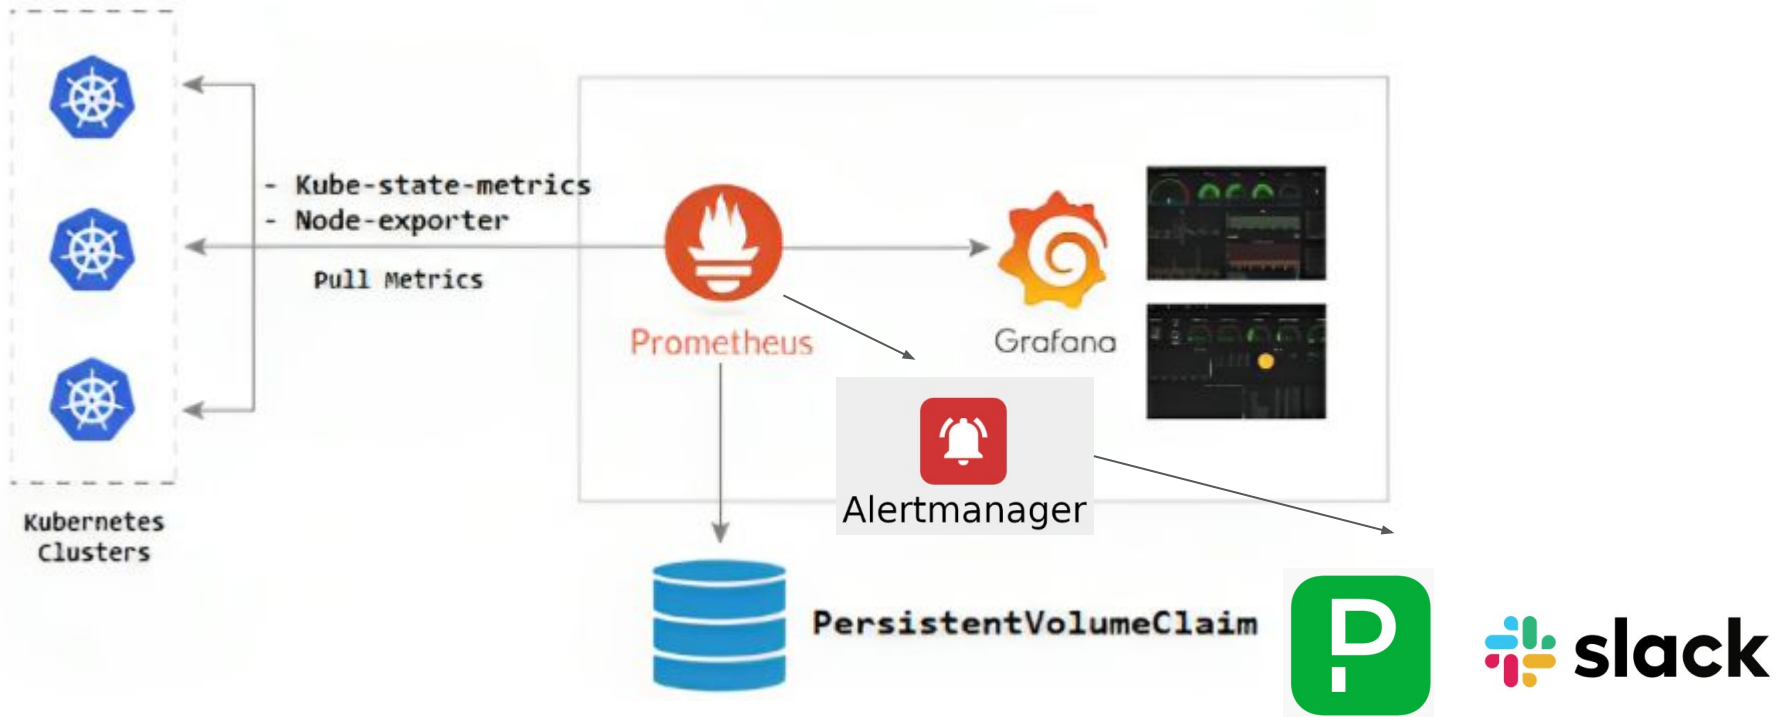 - Kube-state-metrics
- Node-exporter
Pull Metrics
Prometheus
Grafana
Alertmanager
Kubernetes
Clusters
PersistentVolumeClaim
P
slack